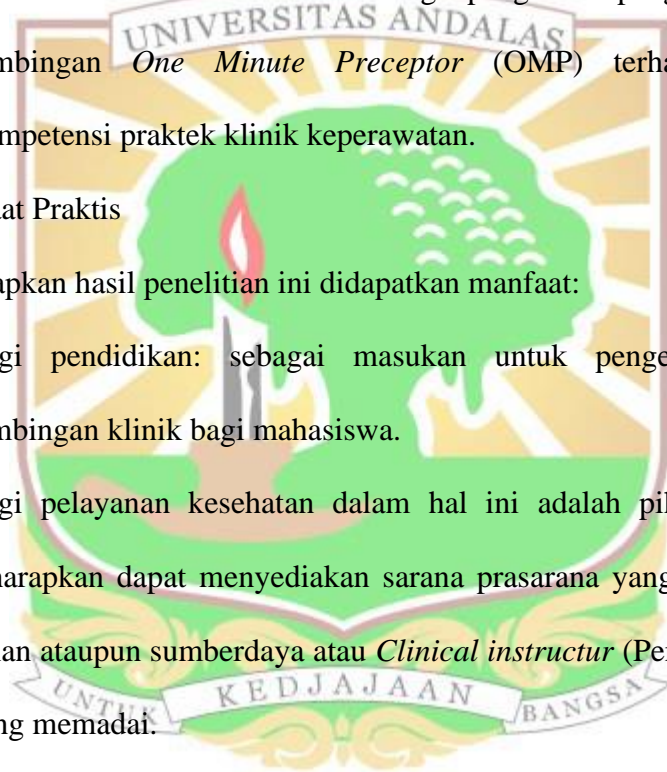 UNIVERSITAS ANDALAS
mbingan One Minute Preceptor (OMP) terha
mpetensi praktek klinik keperawatan.
at Praktis
apkan hasil penelitian ini didapatkan manfaat:
gi pendidikan: sebagai masukan untuk penge
mbingan klinik bagi mahasiswa.
gi pelayanan kesehatan dalam hal ini adalah pi
harapkan dapat menyediakan sarana prasarana yang
an ataupun sumberdaya atau Clinical instructur (Pe
ng memadai.
UNTUK KEDJAJAAN BANGSA